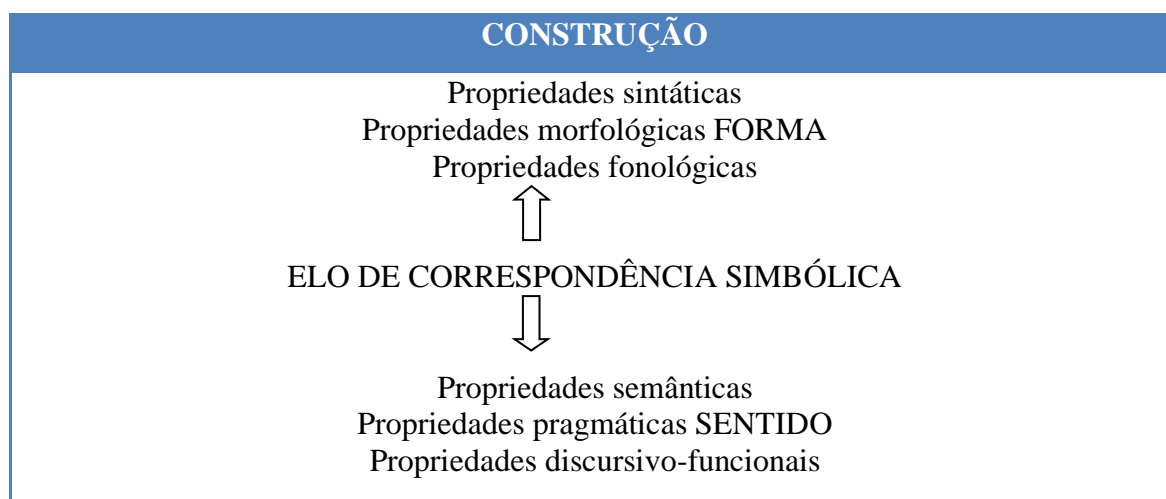 CONSTRUÇÃO
Propriedades sintáticas
Propriedades morfológicas FORMA
Propriedades fonológicas
ELO DE CORRESPONDÊNCIA SIMBÓLICA
Propriedades semânticas
Propriedades pragmáticas SENTIDO
Propriedades discursivo-funcionais